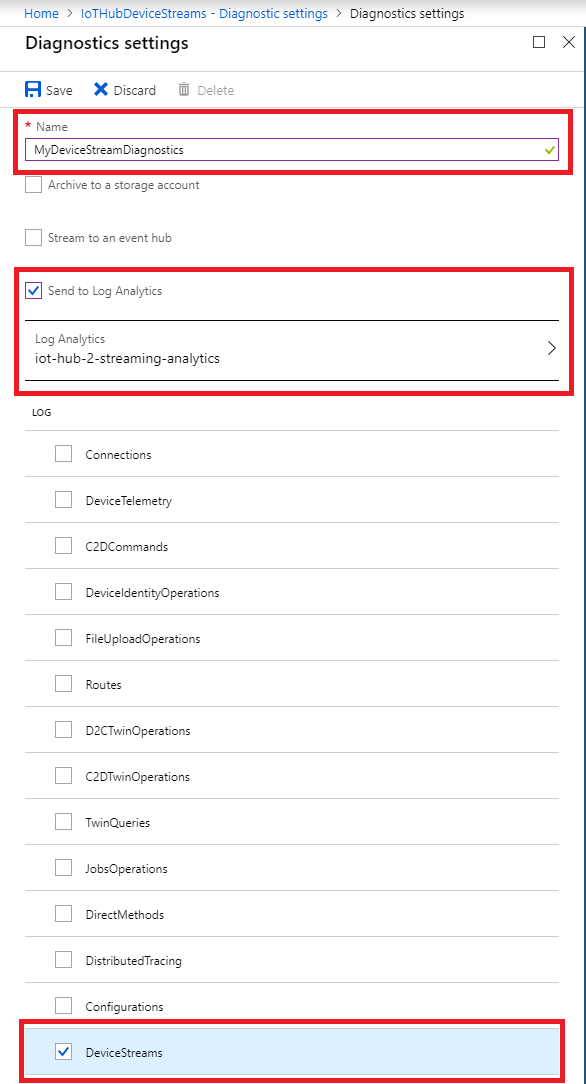 Home > IoTHubDeviceStreams - Diagnostic settings > Diagnostics settings
Diagnostics settings
Save Discard Delete
* Name
MyDeviceStreamDiagnostics
Archive to a storage account
Stream to an event hub
Send to Log Analytics
Log Analytics
iot-hub-2-streaming-analytics
LOG
Connections
DeviceTelemetry
C2DCommands
DeviceIdentityOperations
FileUploadOperations
Routes
D2CTwinOperations
C2DTwinOperations
TwinQueries
JobsOperations
DirectMethods
DistributedTracing
Configurations
DeviceStreams